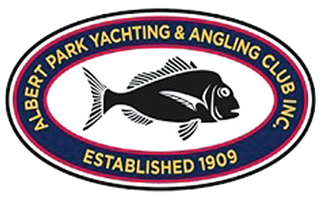 ALBERT PARK YACHTING & ANGLING CLUB INC.
ESTABLISHED 1909